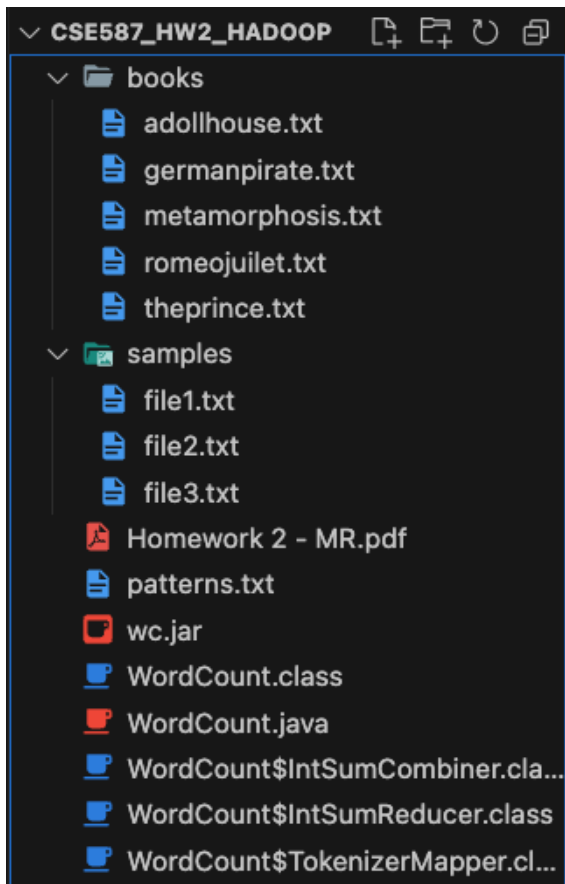 CSE587_HW2_HADOOP
books
adollhouse.txt
germanpirate.txt
metamorphosis.txt
romeojuilet.txt
theprince.txt
samples
file1.txt
file2.txt
file3.txt
Homework 2 - MR.pdf
patterns.txt
wc.jar
WordCount.class
WordCount.java
WordCount$IntSumCombiner.cla...
WordCount$IntSumReducer.class
WordCount$TokenizerMapper.cl...